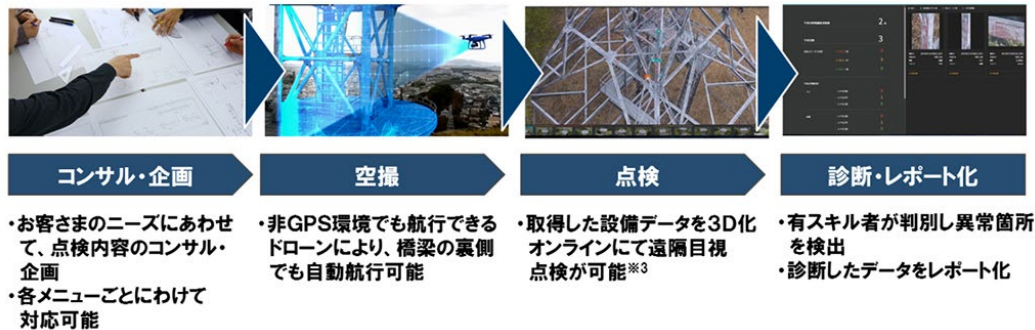 コンサル・企画
・お客さまのニーズにあわせ
て、点検内容のコンサル・
企画
・各メニューごとにわけて
対応可能
空撮
・非GPS環境でも航行できる
ドローンにより、橋梁の裏側
でも自動航行可能
点検
・取得した設備データを3D化
オンラインにて遠隔目視
点検が可能※3
診断・レポート化
・有スキル者が判別し異常箇所
を検出
・診断したデータをレポート化